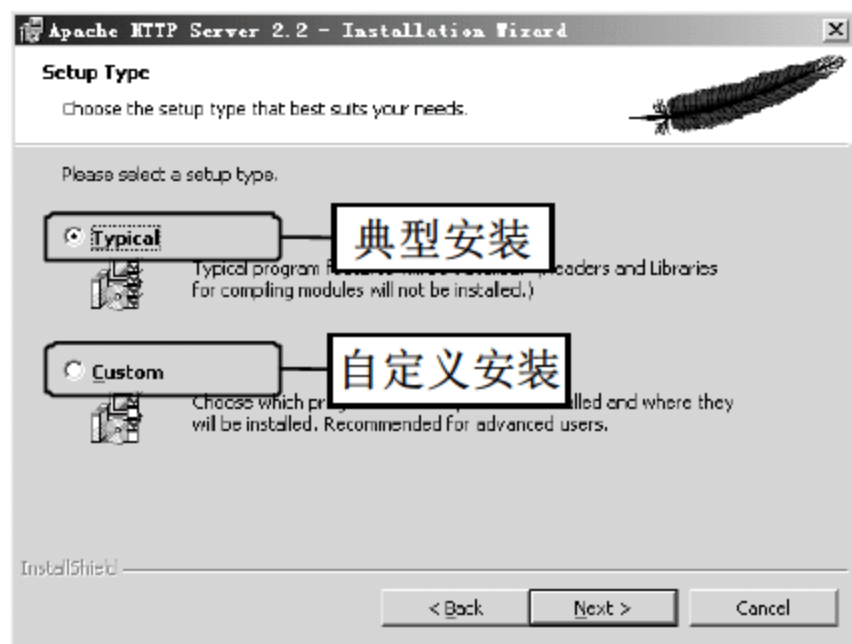 Apache HTTP Server 2.2 - Installation Wizard
Setup Type
Choose the setup type that best suits your needs.
Please select a setup type.
Typical
典型安装
Typical program (Headers and Libraries
for compiling modules will not be installed.)
Custom
自定义安装
Choose which and where they
will be installed. Recommended for advanced users.
InstallShield
< Back
Next >
Cancel